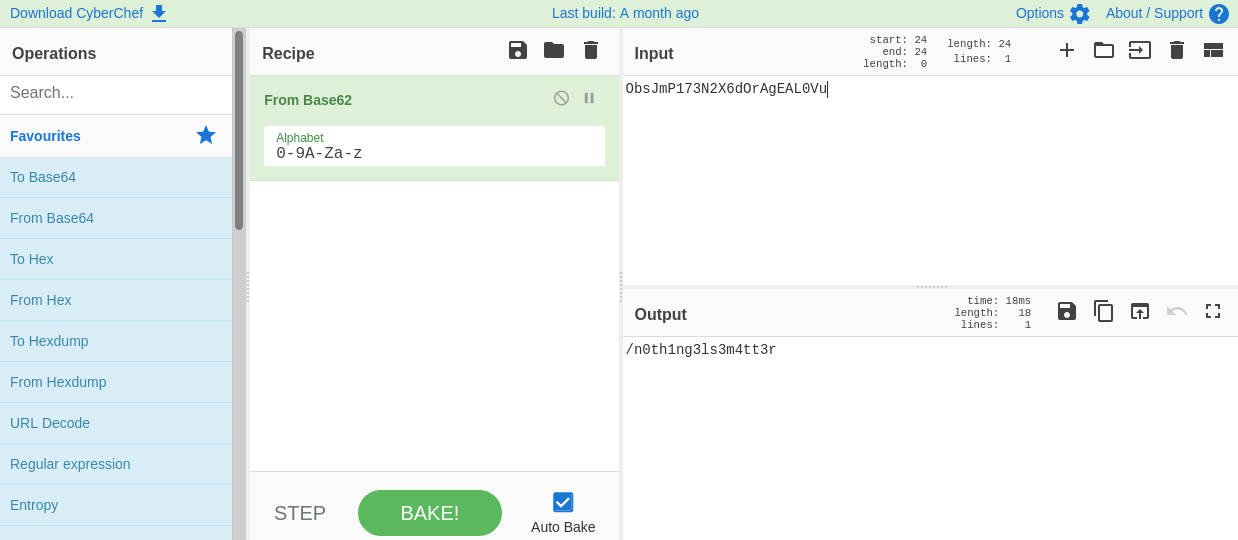 Download CyberChef
Last build: A month ago
Options
About / Support
Operations
Search...
Favourites
To Base64
From Base64
To Hex
From Hex
To Hexdump
From Hexdump
URL Decode
Regular expression
Entropy
Recipe
From Base62
Alphabet
0-9A-Za-z
STEP
BAKE!
Auto Bake
Input
start: 24
end: 24
length: 0
length: 24
lines: 1
ObsJmP173N2X6dOrAgEAL0Vu
Output
time: 18ms
length: 18
lines: 1
/n0th1ng3ls3m4tt3r